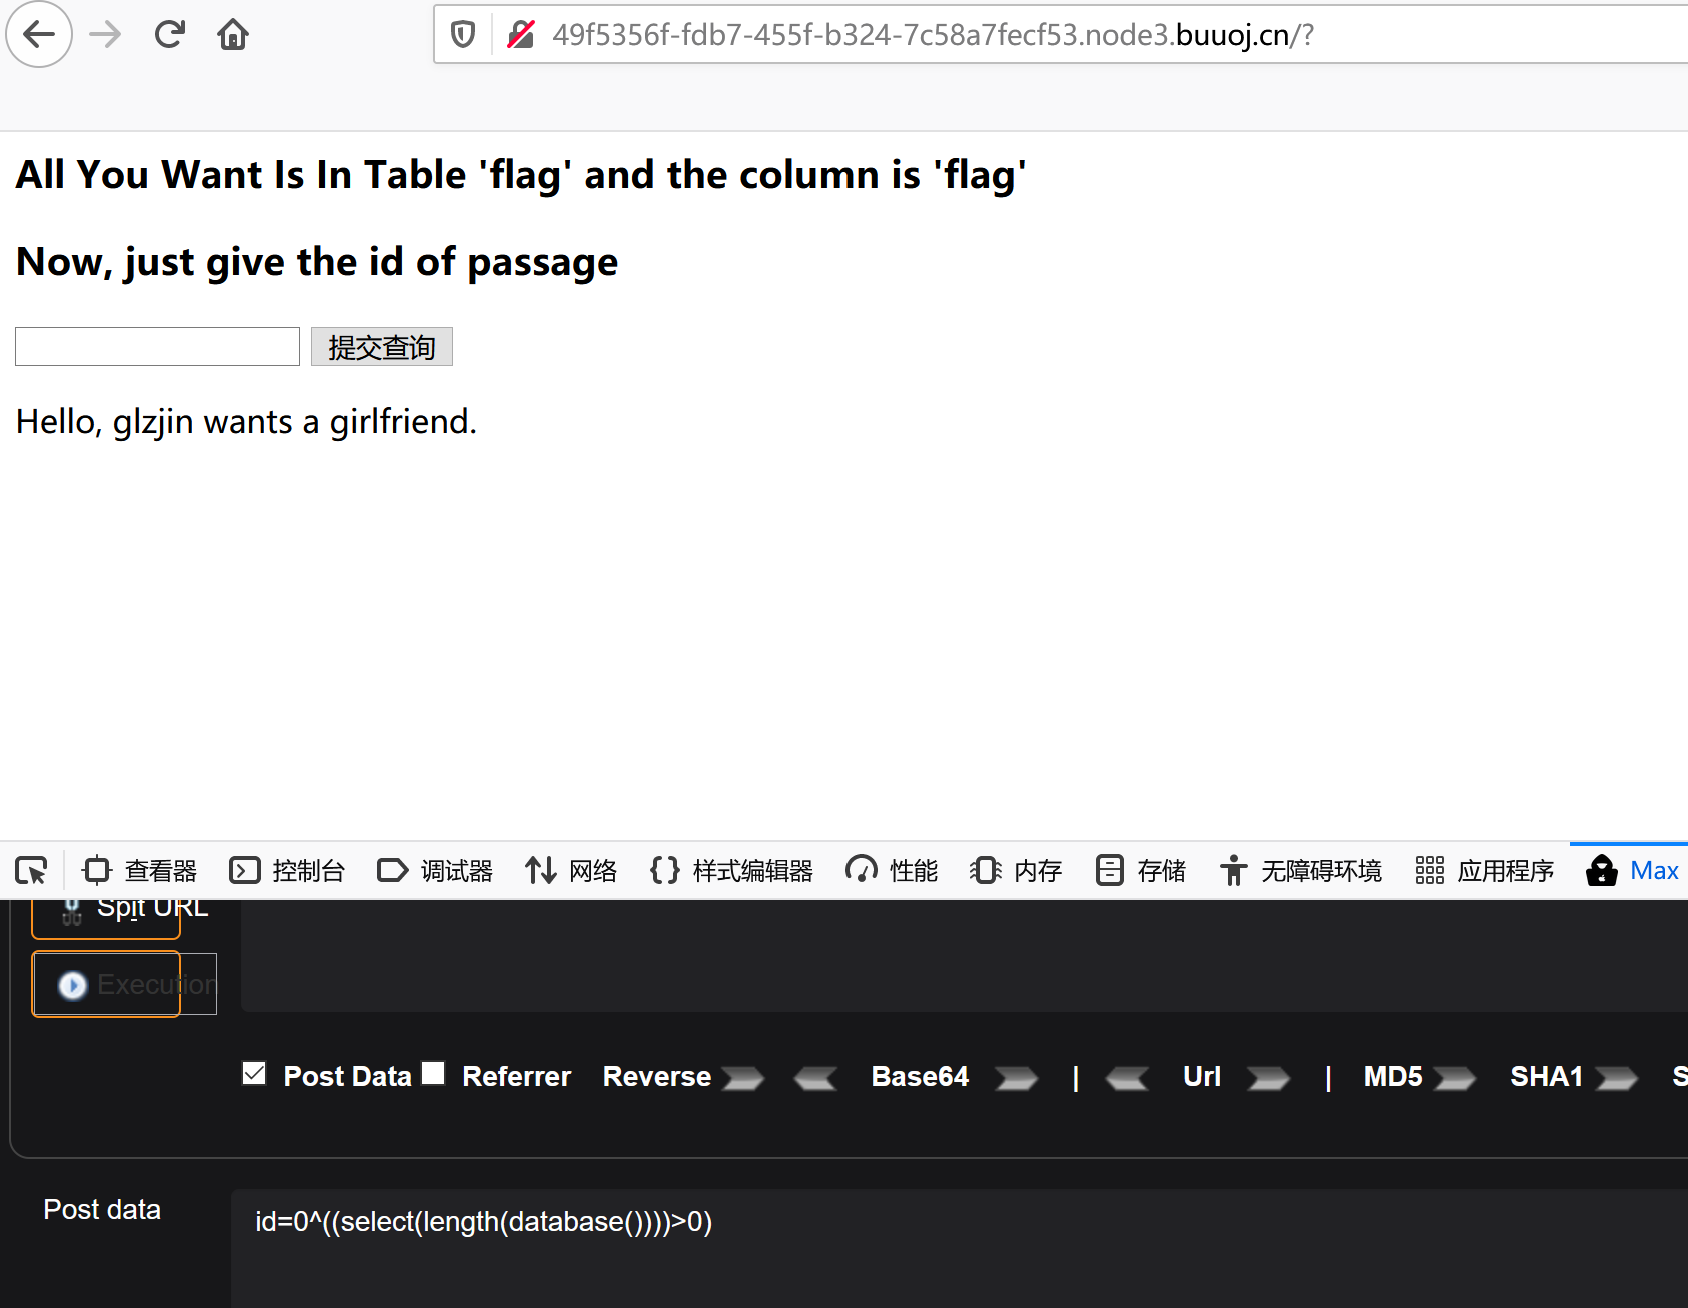 49f5356f-fdb7-455f-b324-7c58a7fecf53.node3.buuoj.cn/?
All You Want Is In Table 'flag' and the column is 'flag'
Now, just give the id of passage
提交查询
Hello, glzjin wants a girlfriend.
查看器 控制台 调试器 网络 样式编辑器 性能 内存 存储 无障碍环境 应用程序 Max
Spit URL
Execution
Post Data Referrer Reverse Base64 | Url | MD5 SHA1 S
Post data
id=0^((select(length(database())))>0)